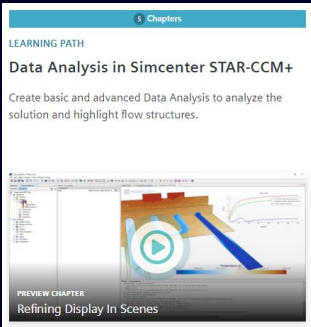 5 Chapters
LEARNING PATH
Data Analysis in Simcenter STAR-CCM+
Create basic and advanced Data Analysis to analyze the
solution and highlight flow structures.
PREVIEW CHAPTER
Refining Display In Scenes